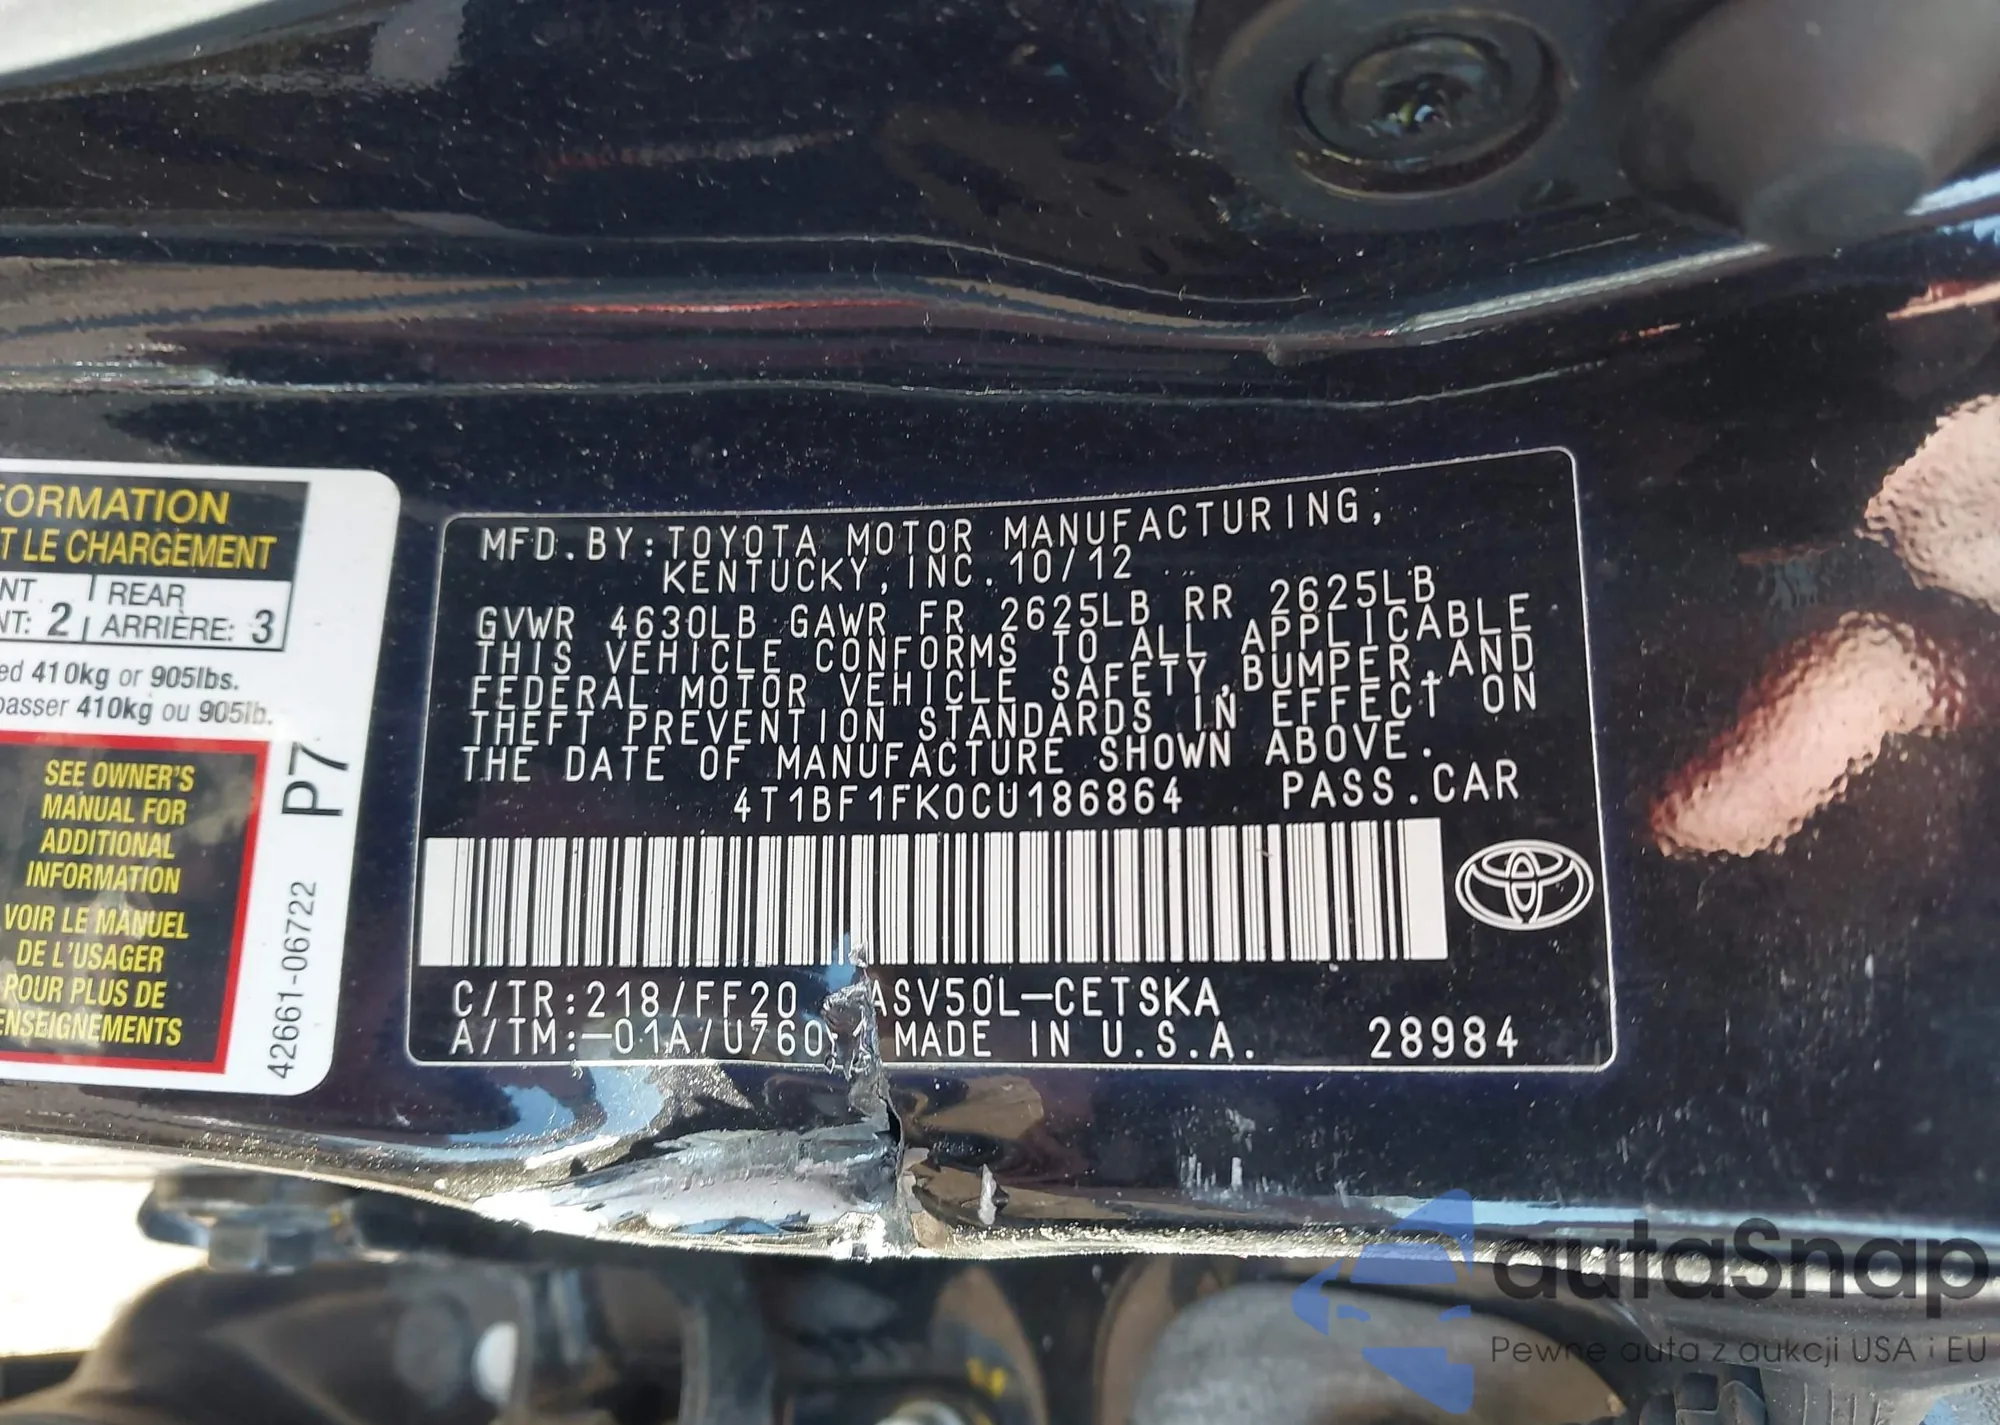 FORMATION
T LE CHARGEMENT
NT REAR
NT: 2 ARRIÈRE: 3
ed 410kg or 905lbs.
passer 410kg ou 905lb.
SEE OWNER'S
MANUAL FOR
ADDITIONAL
INFORMATION
VOIR LE MANUEL
DE L'USAGER
POUR PLUS DE
ENSEIGNEMENTS
P7
42661-06722
MFD.BY:TOYOTA MOTOR MANUFACTURING,
KENTUCKY, INC. 10/12
GVWR 4630LB GAWR FR 2625LB RR 2625LB
THIS VEHICLE CONFORMS TO ALL APPLICABLE
FEDERAL MOTOR VEHICLE SAFETY,BUMPER,AND
THEFT PREVENTION STANDARDS IN EFFECT ON
THE DATE OF MANUFACTURE SHOWN ABOVE.
4T1BF1FK0CU186864 PASS.CAR
C/TR:218/FF20 ASV50L-CETSKA
A/TM:-01A/U760 MADE IN U.S.A. 28984
autaSnap
Pewne auta z aukcji USA i EU